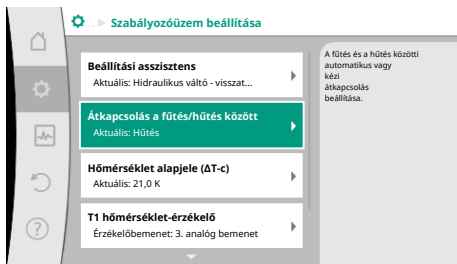 ... Szabályozóüzem beállítása
Beállítási asszisztens
Aktuális: Hidraulikus váltó - visszat...
Átkapcsolás a fűtés/hűtés között
Aktuális: Hűtés
Hőmérséklet alapjele (ΔT-c)
Aktuális: 21,0 K
T1 hőmérséklet-érzékelő
Érzékelőbemenet: 3. analóg bemenet
A fűtés és a hűtés közötti
automatikus vagy
kézi
átkapcsolás
beállítása.